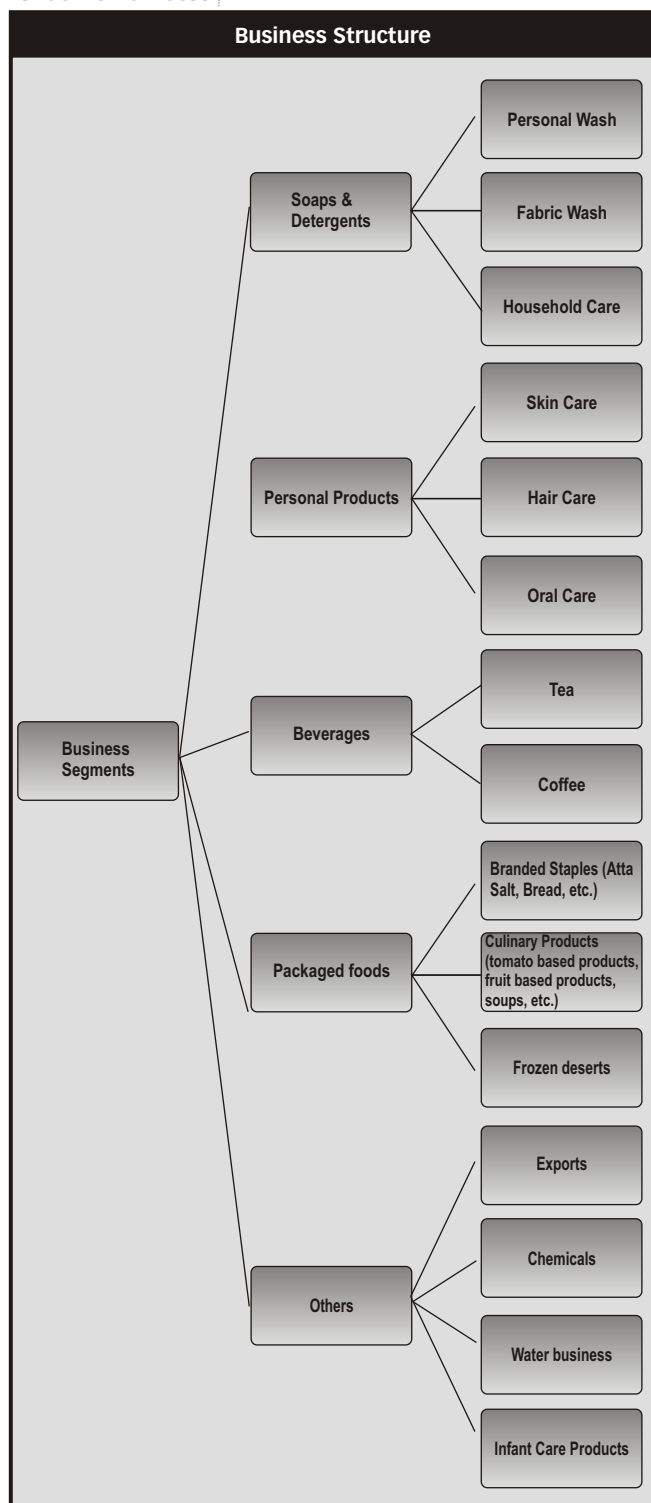 Business Structure
Personal Wash
Soaps &
Detergents
Fabric Wash
Household Care
Skin Care
Personal Products
Hair Care
Oral Care
Tea
Beverages
Business
Segments
Coffee
Branded Staples (Atta
Salt, Bread, etc.)
Packaged foods
Culinary Products
(tomato based products,
fruit based products,
soups, etc.)
Frozen deserts
Exports
Chemicals
Others
Water business
Infant Care Products